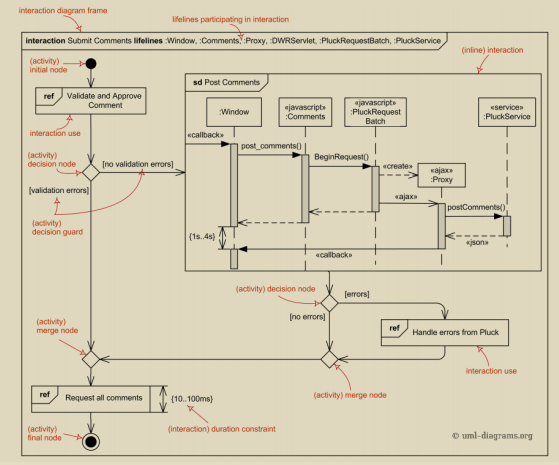 interaction diagram frame
lifelines participating in interaction
interaction Submit Comments lifelines :Window, :Comments, :Proxy, :DWRServlet, :PluckRequestBatch, :PluckService
(inline) interaction
(activity)
initial node
ref
Validate and Approve
Comment
interaction use
(activity)
decision node
[no validation errors]
[validation errors]
(activity)
decision guard
sd Post Comments
:Window
«javascript»
:Comments
«javascript»
:PluckRequest
Batch
«service»
:PluckService
«callback»
post_comments()
BeginRequest()
«create»
«ajax»
:Proxy
«ajax»
postComments()
{1s..4s}
«json»
«callback»
(activity) decision node
[errors]
[no errors]
ref
Handle errors from Pluck
interaction use
(activity)
merge node
(activity) merge node
ref
Request all comments
{10..100ms}
(interaction) duration constraint
(activity)
final node
© uml-diagrams.org